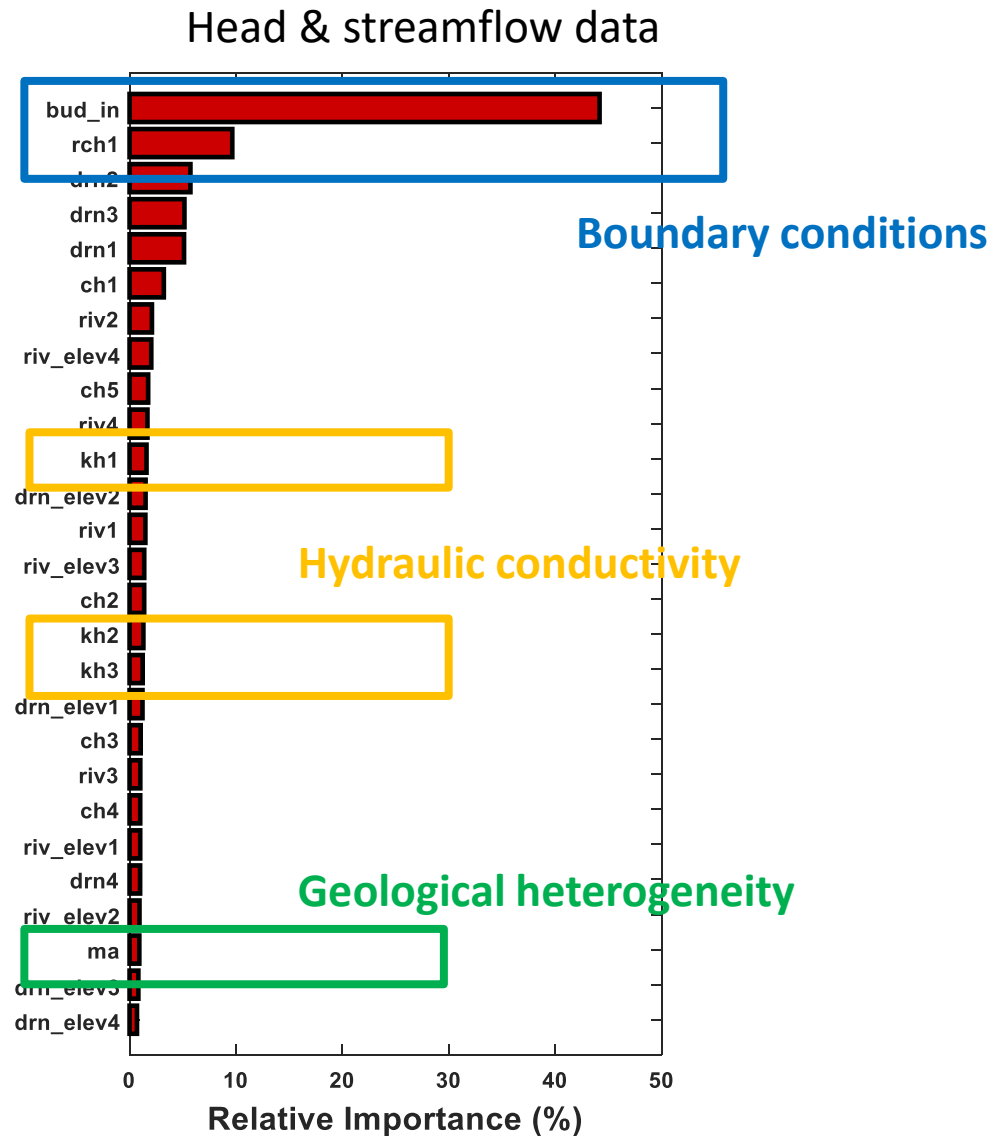 Head & streamflow data
bud_in
rch1
drn2
drn3
Boundary conditions
drn1
ch1
riv2
riv_elev4
ch5
riv4
kh1
drn_elev2
riv1
riv_elev3
Hydraulic conductivity
ch2
kh2
kh3
drn_elev1
ch3
riv3
ch4
riv_elev1
drn4
Geological heterogeneity
riv_elev2
ma
drn_elev3
drn_elev4
0 10 20 30 40 50
Relative Importance (%)